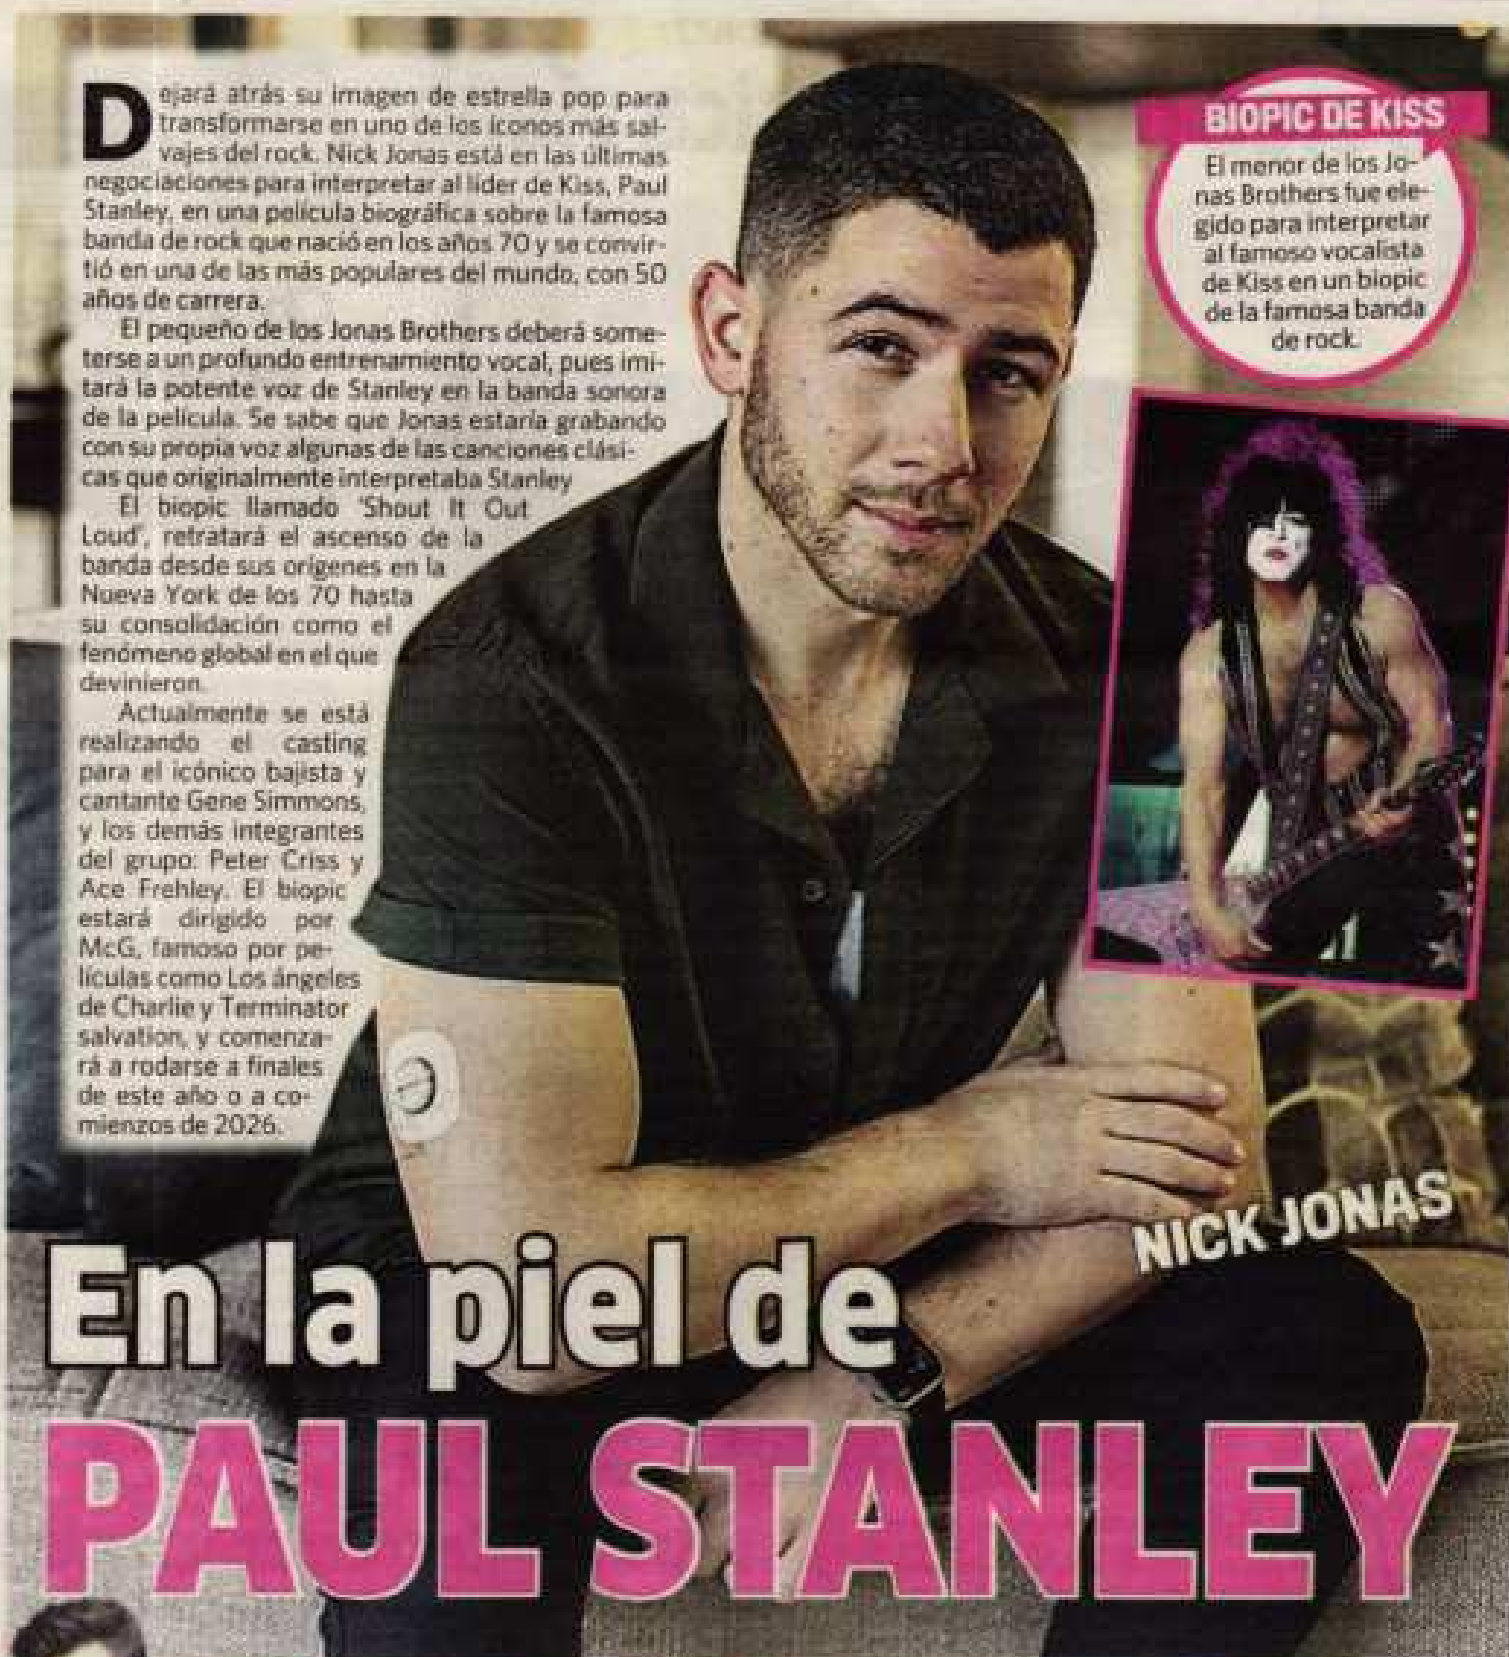 Dejará atrás su imagen de estrella pop para
transformarse en uno de los íconos más sal-
vajes del rock. Nick Jonas está en las últimas
negociaciones para interpretar al líder de Kiss, Paul
Stanley, en una película biográfica sobre la famosa
banda de rock que nació en los años 70 y se convir-
tió en una de las más populares del mundo, con 50
años de carrera.
El pequeño de los Jonas Brothers deberá some-
terse a un profundo entrenamiento vocal, pues imi-
tará la potente voz de Stanley en la banda sonora
de la película. Se sabe que Jonas estaría grabando
con su propia voz algunas de las canciones clási-
cas que originalmente interpretaba Stanley
El biopic llamado 'Shout It Out
Loud', retratará el ascenso de la
banda desde sus orígenes en la
Nueva York de los 70 hasta
su consolidación como el
fenómeno global en el que
devinieron.
Actualmente se está
realizando el casting
para el icónico bajista y
cantante Gene Simmons,
y los demás integrantes
del grupo: Peter Criss y
Ace Frehley. El biopic
estará dirigido por
McG, famoso por pe-
lículas como Los ángeles
de Charlie y Terminator
salvation, y comenza-
rá a rodarse a finales
de este año o a co-
mienzos de 2026.
BIOPIC DE KISS
El menor de los Jo-
nas Brothers fue ele-
gido para interpretar
al famoso vocalista
de Kiss en un biopic
de la famosa banda
de rock.
NICK JONAS
En la piel de
PAUL STANLEY